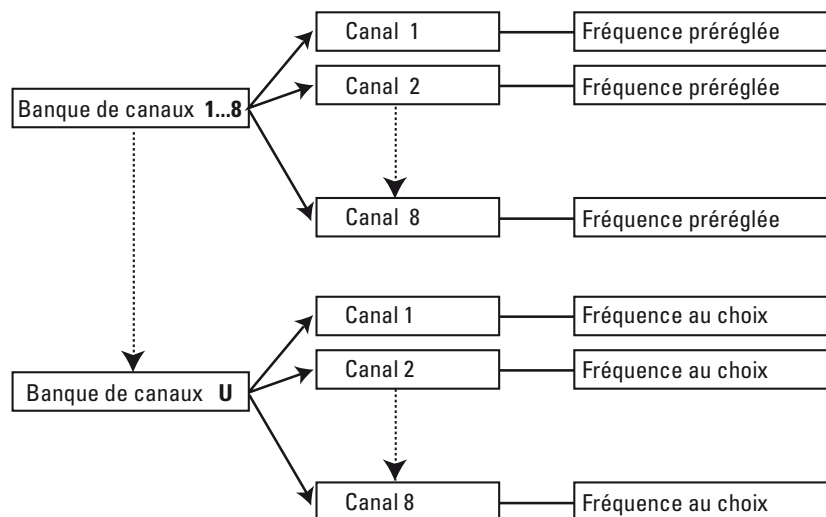 Canal 1 Fréquence préréglée
Canal 2 Fréquence préréglée
Banque de canaux 1...8
Canal 8 Fréquence préréglée
Canal 1 Fréquence au choix
Canal 2 Fréquence au choix
Banque de canaux U
Canal 8 Fréquence au choix